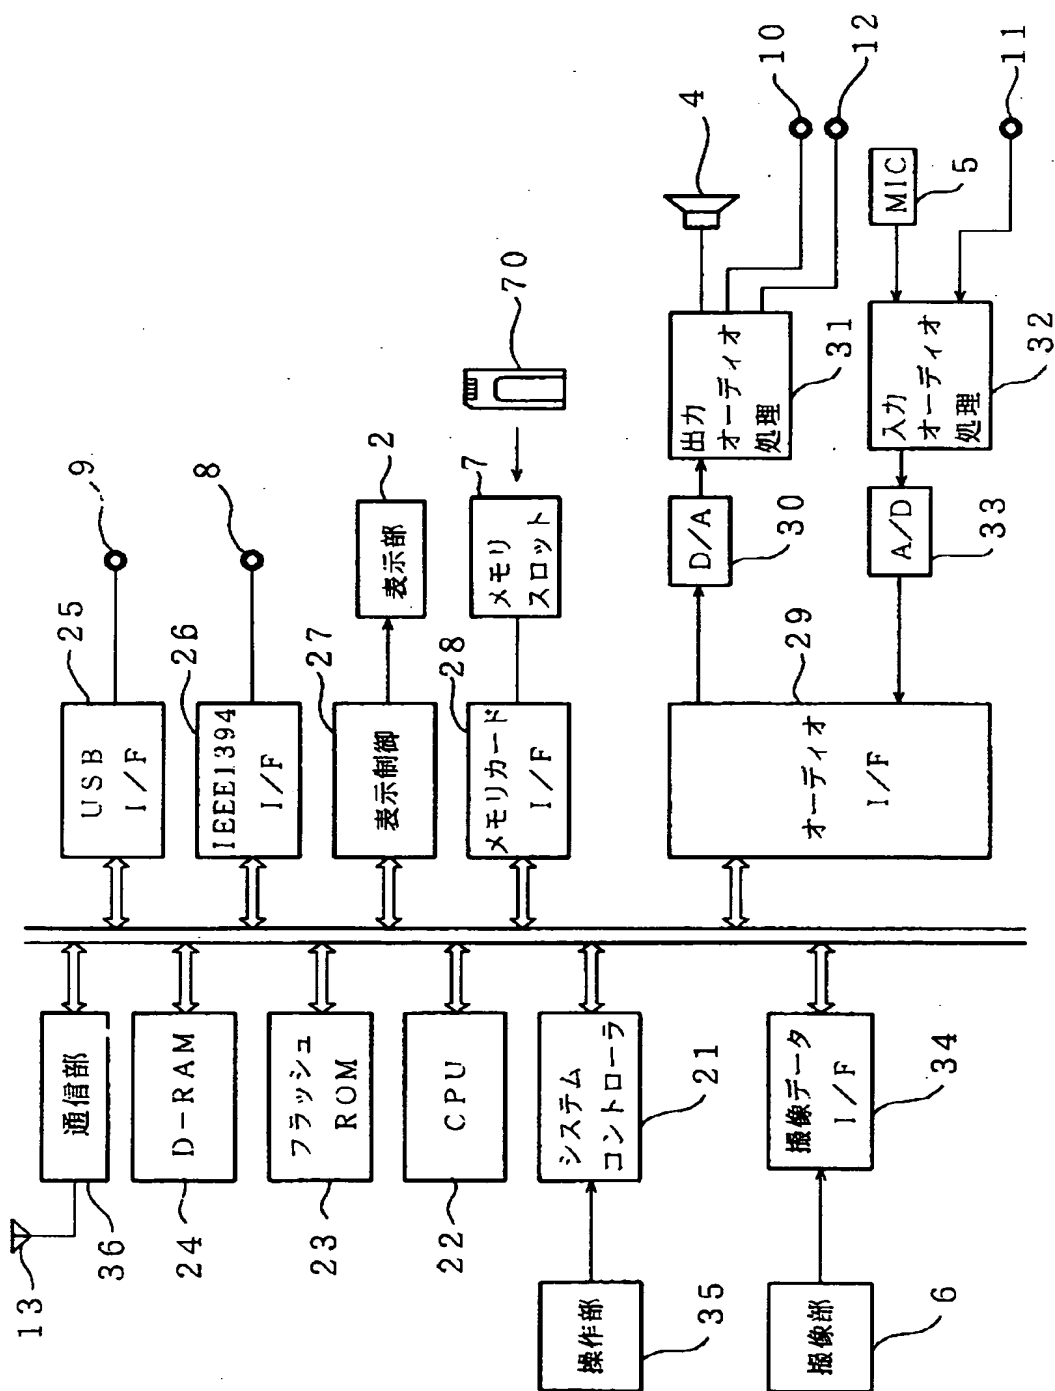 13
通信部
36
D-RAM
24
フラッシュ
ROM
23
CPU
22
システム
コントローラ
21
操作部
35
撮像データ
I/F
34
撮像部
6
USB
I/F
25
9
IEEE1394
I/F
26
8
表示制御
27
表示部
2
メモリカード
I/F
28
メモリ
スロット
7
70
オーディオ
I/F
29
D/A
30
出力
オーディオ
処理
31
4
10
12
A/D
33
入力
オーディオ
処理
32
MIC
5
11